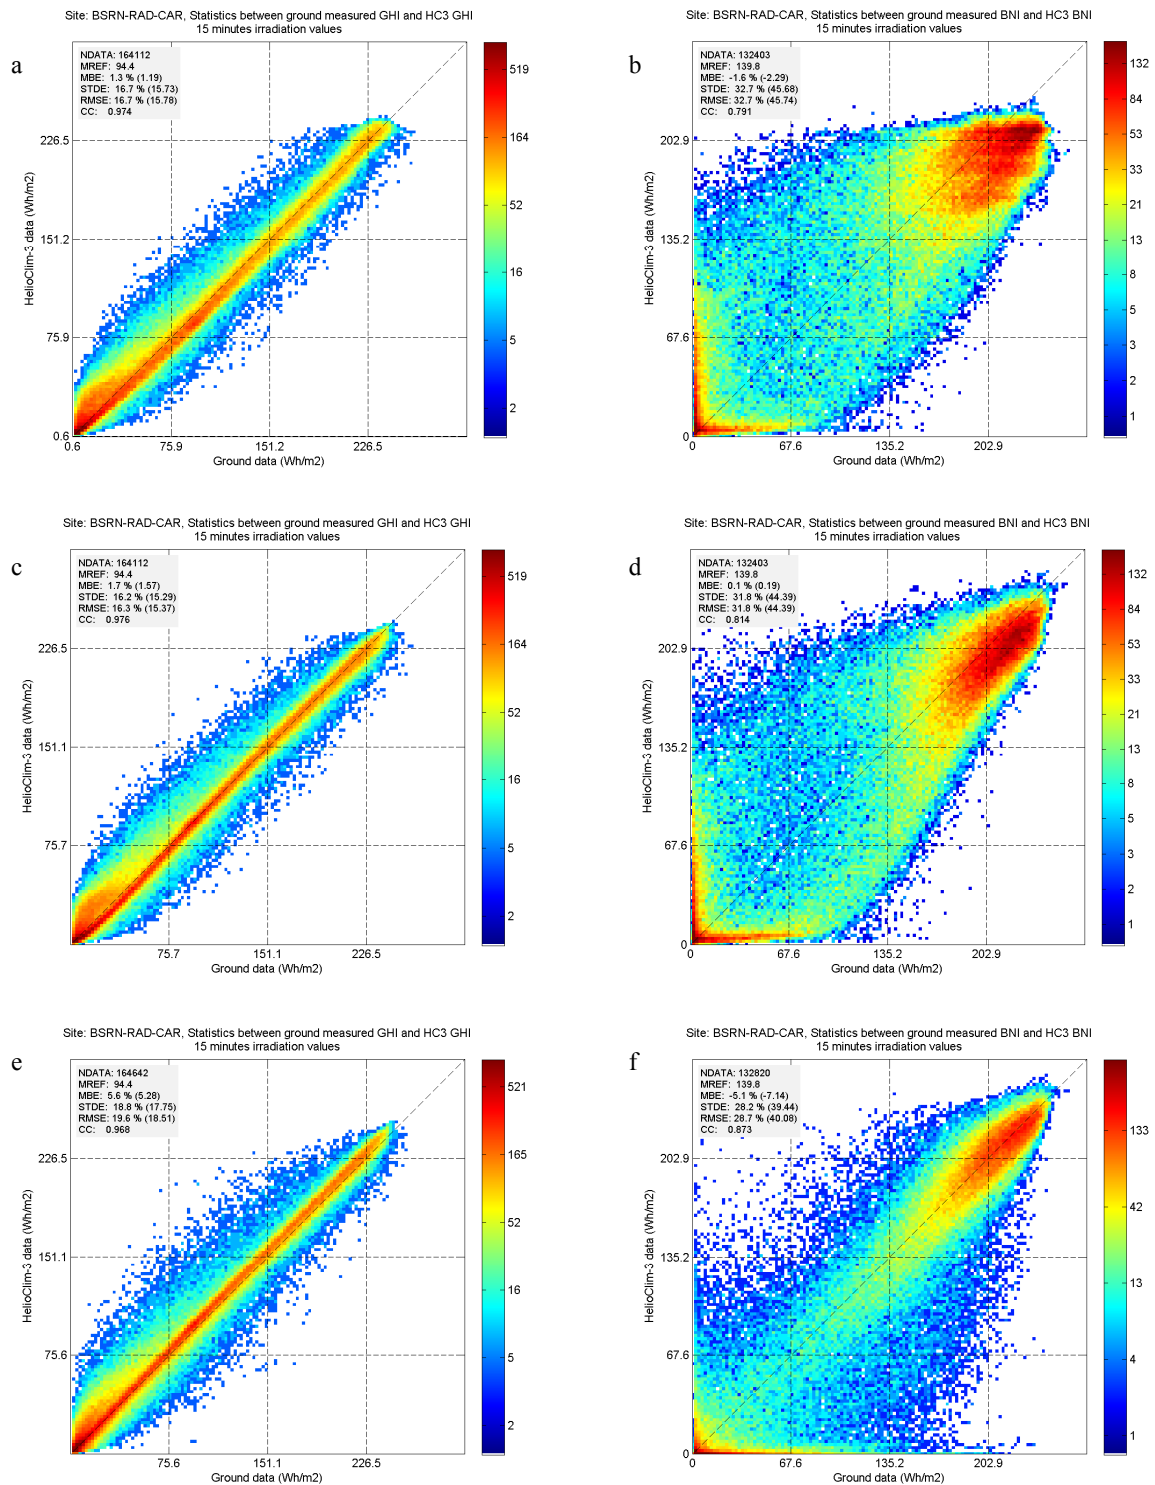 Site: BSRN-RAD-CAR, Statistics between ground measured GHI and HC3 GHI
15 minutes irradiation values
a
NDATA: 164112
MREF: 94.4
MBE: 1.3 % (1.19)
STDE: 16.7 % (15.73)
RMSE: 16.7 % (15.78)
CC: 0.974
226.5
151.2
75.9
0.6
HelioClim-3 data (Wh/m2)
0.6 75.9 151.2 226.5
Ground data (Wh/m2)
519
164
52
16
5
2
Site: BSRN-RAD-CAR, Statistics between ground measured BNI and HC3 BNI
15 minutes irradiation values
b
NDATA: 132403
MREF: 139.8
MBE: -1.6 % (-2.29)
STDE: 32.7 % (45.68)
RMSE: 32.7 % (45.74)
CC: 0.791
202.9
135.2
67.6
0
HelioClim-3 data (Wh/m2)
0 67.6 135.2 202.9
Ground data (Wh/m2)
132
84
53
33
21
13
8
5
3
2
1
Site: BSRN-RAD-CAR, Statistics between ground measured GHI and HC3 GHI
15 minutes irradiation values
c
NDATA: 164112
MREF: 94.4
MBE: 1.7 % (1.57)
STDE: 16.2 % (15.29)
RMSE: 16.3 % (15.37)
CC: 0.976
226.5
151.1
75.7
HelioClim-3 data (Wh/m2)
75.7 151.1 226.5
Ground data (Wh/m2)
519
164
52
16
5
2
Site: BSRN-RAD-CAR, Statistics between ground measured BNI and HC3 BNI
15 minutes irradiation values
d
NDATA: 132403
MREF: 139.8
MBE: 0.1 % (0.19)
STDE: 31.8 % (44.39)
RMSE: 31.8 % (44.39)
CC: 0.814
202.9
135.2
67.6
0
HelioClim-3 data (Wh/m2)
0 67.6 135.2 202.9
Ground data (Wh/m2)
132
84
53
33
21
13
8
5
3
2
1
Site: BSRN-RAD-CAR, Statistics between ground measured GHI and HC3 GHI
15 minutes irradiation values
e
NDATA: 164642
MREF: 94.4
MBE: 5.6 % (5.28)
STDE: 18.8 % (17.75)
RMSE: 19.6 % (18.51)
CC: 0.968
226.5
151.1
75.6
HelioClim-3 data (Wh/m2)
75.6 151.1 226.5
Ground data (Wh/m2)
521
165
52
16
5
2
Site: BSRN-RAD-CAR, Statistics between ground measured BNI and HC3 BNI
15 minutes irradiation values
f
NDATA: 132820
MREF: 139.8
MBE: -5.1 % (-7.14)
STDE: 28.2 % (39.44)
RMSE: 28.7 % (40.08)
CC: 0.873
202.9
135.2
67.6
0
HelioClim-3 data (Wh/m2)
0 67.6 135.2 202.9
Ground data (Wh/m2)
133
42
13
4
1